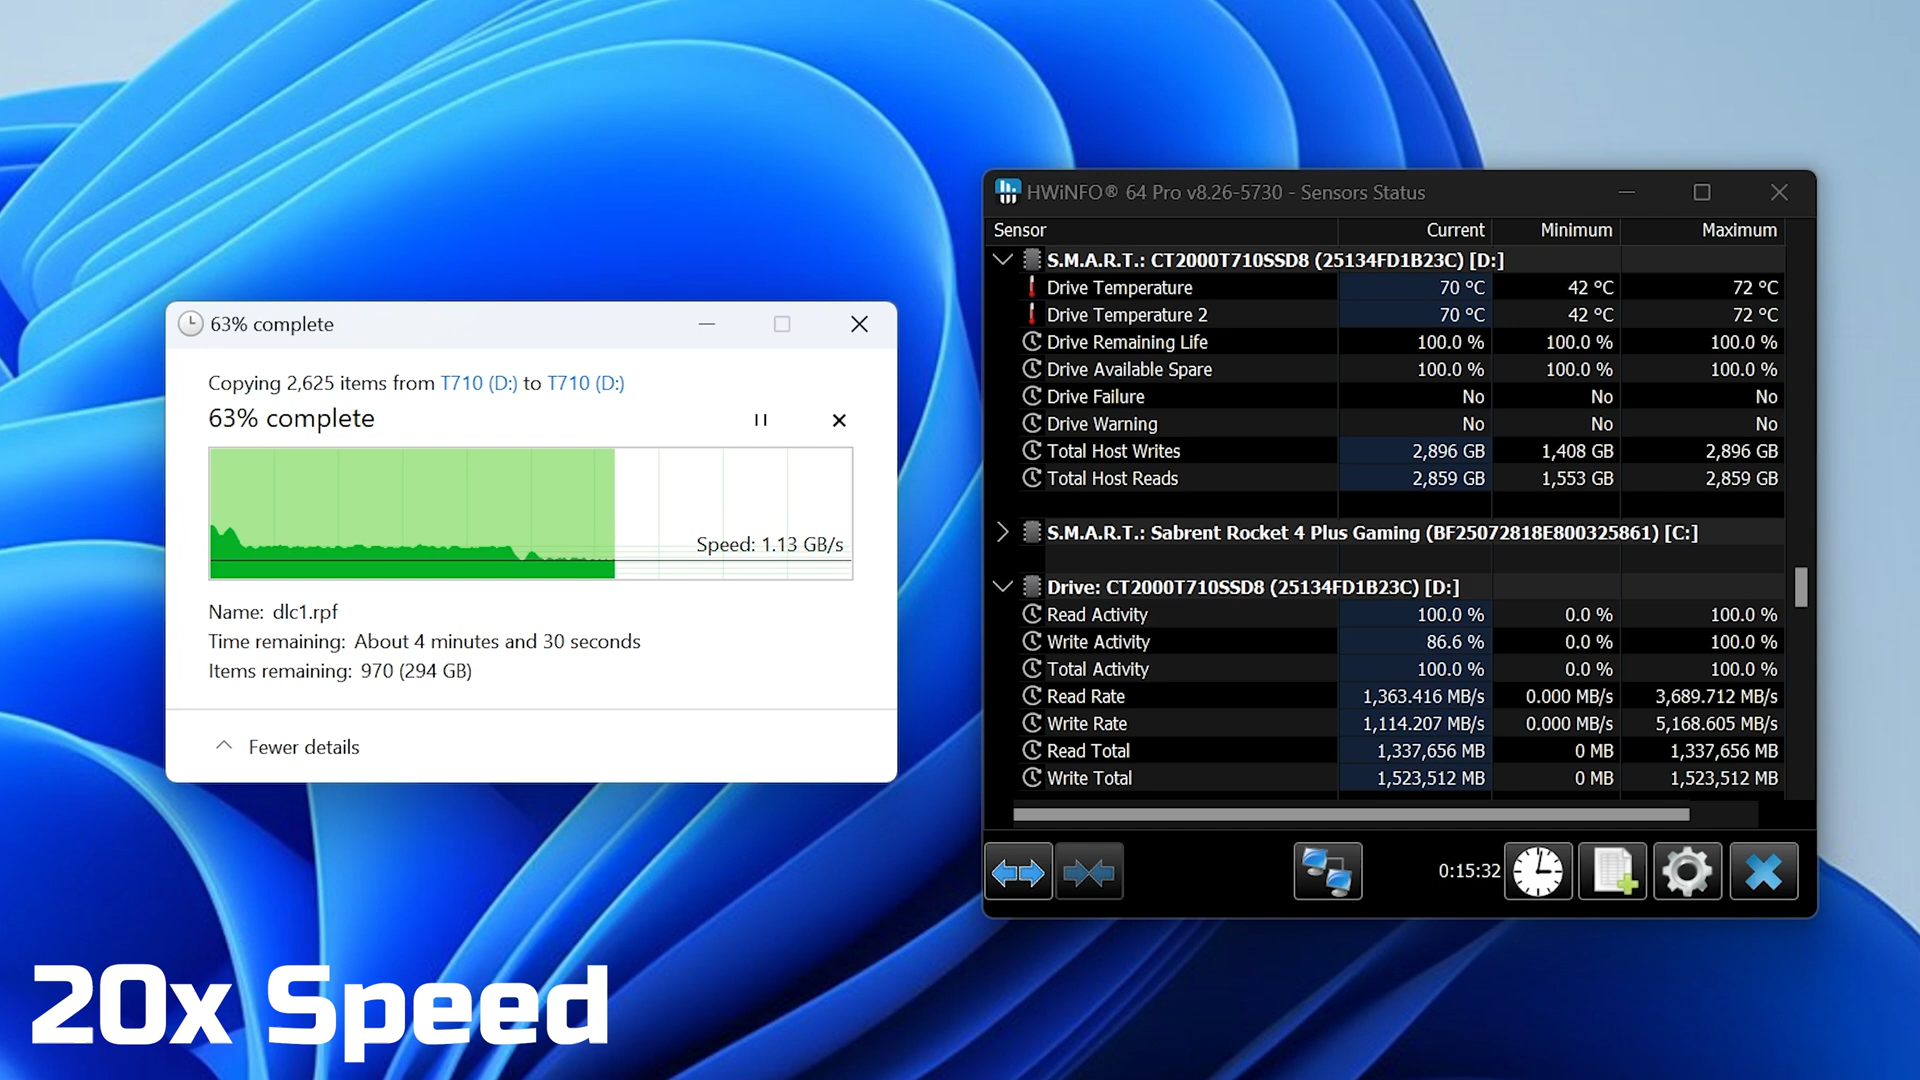 63% complete
Copying 2,625 items from T710 (D:) to T710 (D:)
63% complete
Speed: 1.13 GB/s
Name: dlc1.rpf
Time remaining: About 4 minutes and 30 seconds
Items remaining: 970 (294 GB)
Fewer details
HWiNFO® 64 Pro v8.26-5730 - Sensors Status
Sensor Current Minimum Maximum
S.M.A.R.T.: CT2000T710SSD8 (25134FD1B23C) [D:]
Drive Temperature 70 °C 42 °C 72 °C
Drive Temperature 2 70 °C 42 °C 72 °C
Drive Remaining Life 100.0 % 100.0 % 100.0 %
Drive Available Spare 100.0 % 100.0 % 100.0 %
Drive Failure No No No
Drive Warning No No No
Total Host Writes 2,896 GB 1,408 GB 2,896 GB
Total Host Reads 2,859 GB 1,553 GB 2,859 GB
S.M.A.R.T.: Sabrent Rocket 4 Plus Gaming (BF25072818E800325861) [C:]
Drive: CT2000T710SSD8 (25134FD1B23C) [D:]
Read Activity 100.0 % 0.0 % 100.0 %
Write Activity 86.6 % 0.0 % 100.0 %
Total Activity 100.0 % 0.0 % 100.0 %
Read Rate 1,363.416 MB/s 0.000 MB/s 3,689.712 MB/s
Write Rate 1,114.207 MB/s 0.000 MB/s 5,168.605 MB/s
Read Total 1,337,656 MB 0 MB 1,337,656 MB
Write Total 1,523,512 MB 0 MB 1,523,512 MB
0:15:32
20x Speed